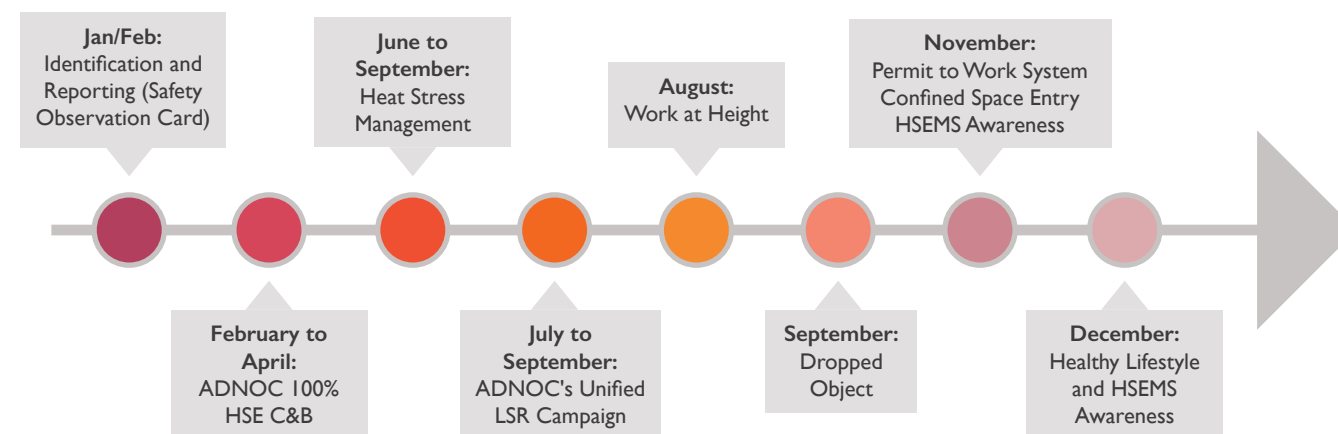 Jan/Feb:
Identification and
Reporting (Safety
Observation Card)
February to
April:
ADNOC 100%
HSE C&B
June to
September:
Heat Stress
Management
July to
September:
ADNOC's Unified
LSR Campaign
August:
Work at Height
September:
Dropped
Object
November:
Permit to Work System
Confined Space Entry
HSEMS Awareness
December:
Healthy Lifestyle
and HSEMS
Awareness